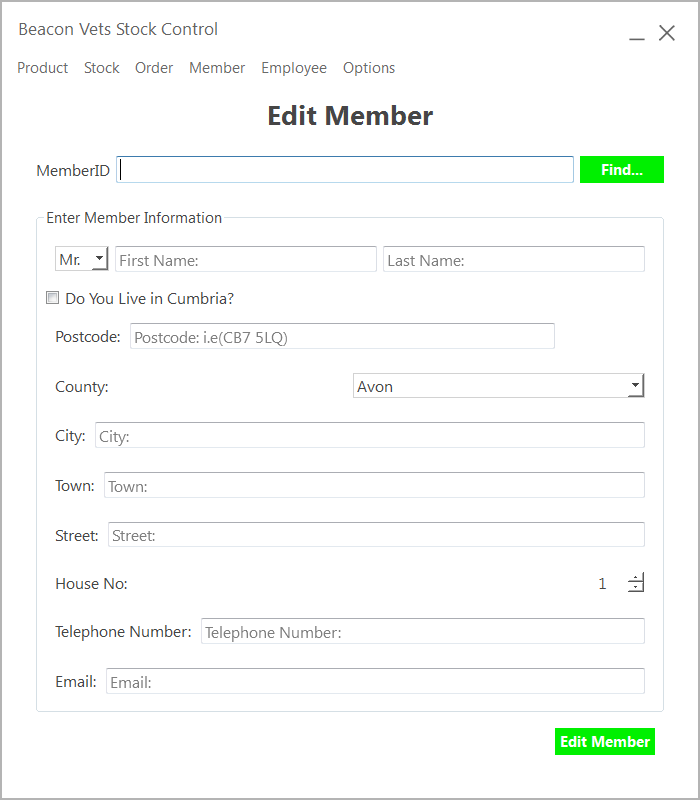 Beacon Vets Stock Control
Product Stock Order Member Employee Options
Edit Member
MemberID Find...
Enter Member Information
Mr. First Name: Last Name:
Do You Live in Cumbria?
Postcode: Postcode: i.e(CB7 5LQ)
County: Avon
City: City:
Town: Town:
Street: Street:
House No: 1
Telephone Number: Telephone Number:
Email: Email:
Edit Member